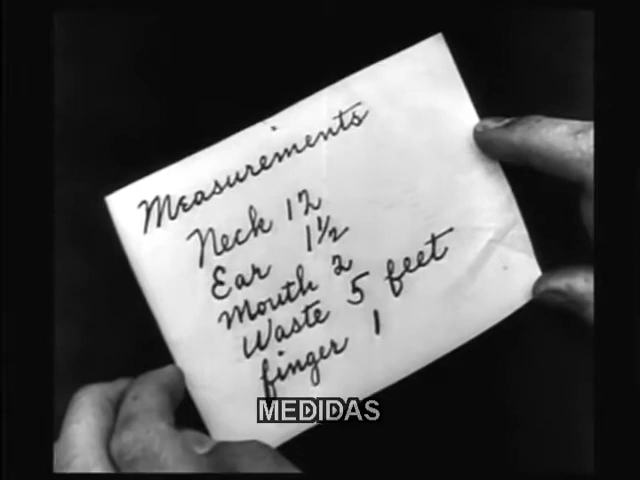 Measurements
Neck 12
Ear 1½
Mouth 2
Waste 5 feet
finger 1
MEDIDAS